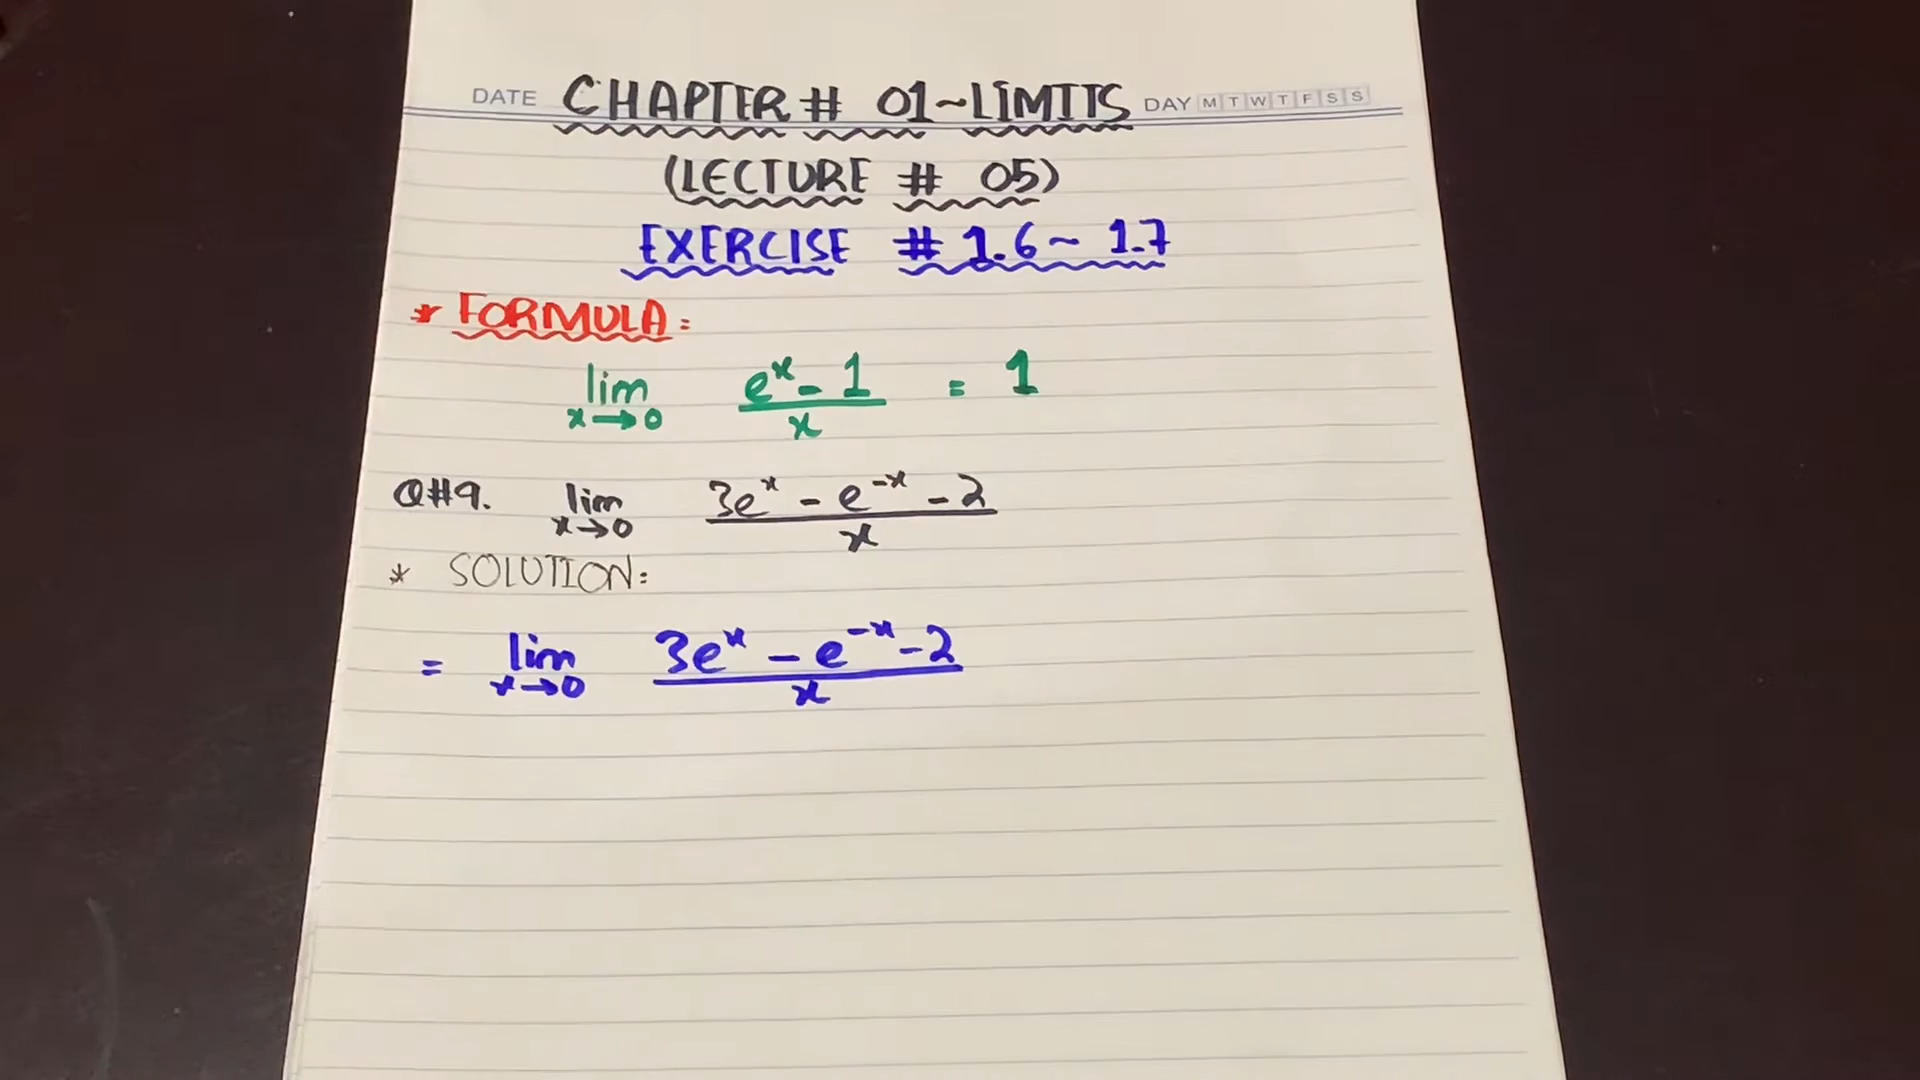 DATE CHAPTER # 01~LIMITS DAY M T W T F S S
(LECTURE # 05)
EXERCISE # 1.6 ~ 1.7
* FORMULA:
lim x→0 (e^x - 1)/x = 1
Q#9. lim x→0 (3e^x - e^-x - 2)/x
* SOLUTION:
= lim x→0 (3e^x - e^-x - 2)/x